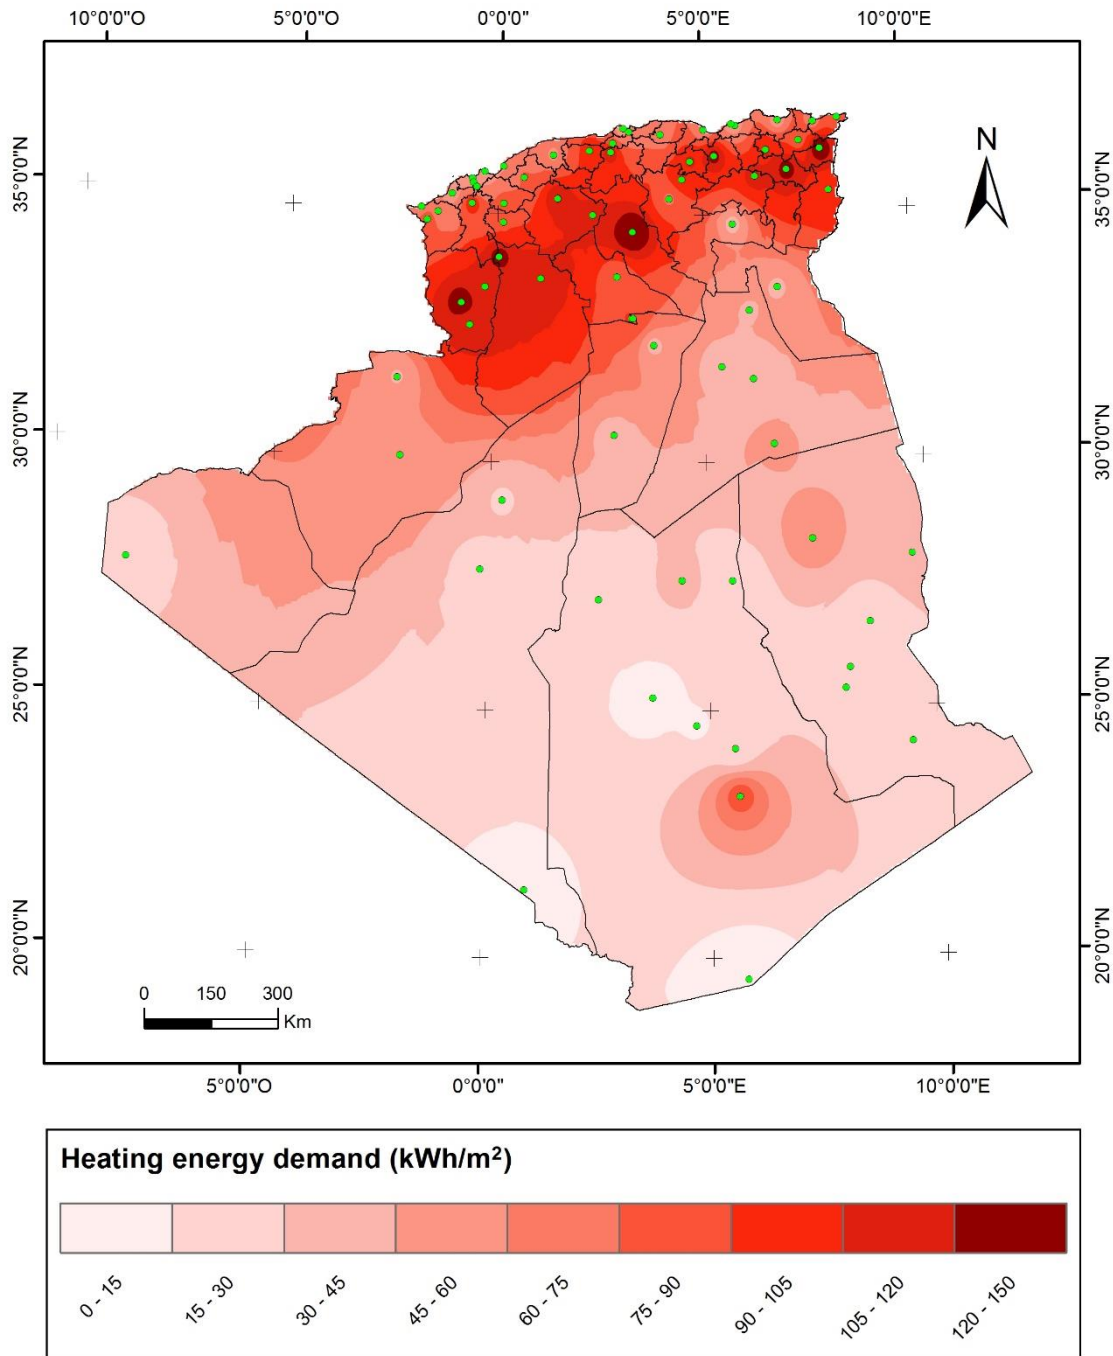 10°0'0"O 5°0'0"O 0°0'0" 5°0'0"E 10°0'0"E
N
35°0'0"N 35°0'0"N
30°0'0"N 30°0'0"N
25°0'0"N 25°0'0"N
20°0'0"N 20°0'0"N
0 150 300
Km
5°0'0"O 0°0'0" 5°0'0"E 10°0'0"E
Heating energy demand (kWh/m²)
0 - 15 15 - 30 30 - 45 45 - 60 60 - 75 75 - 90 90 - 105 105 - 120 120 - 150